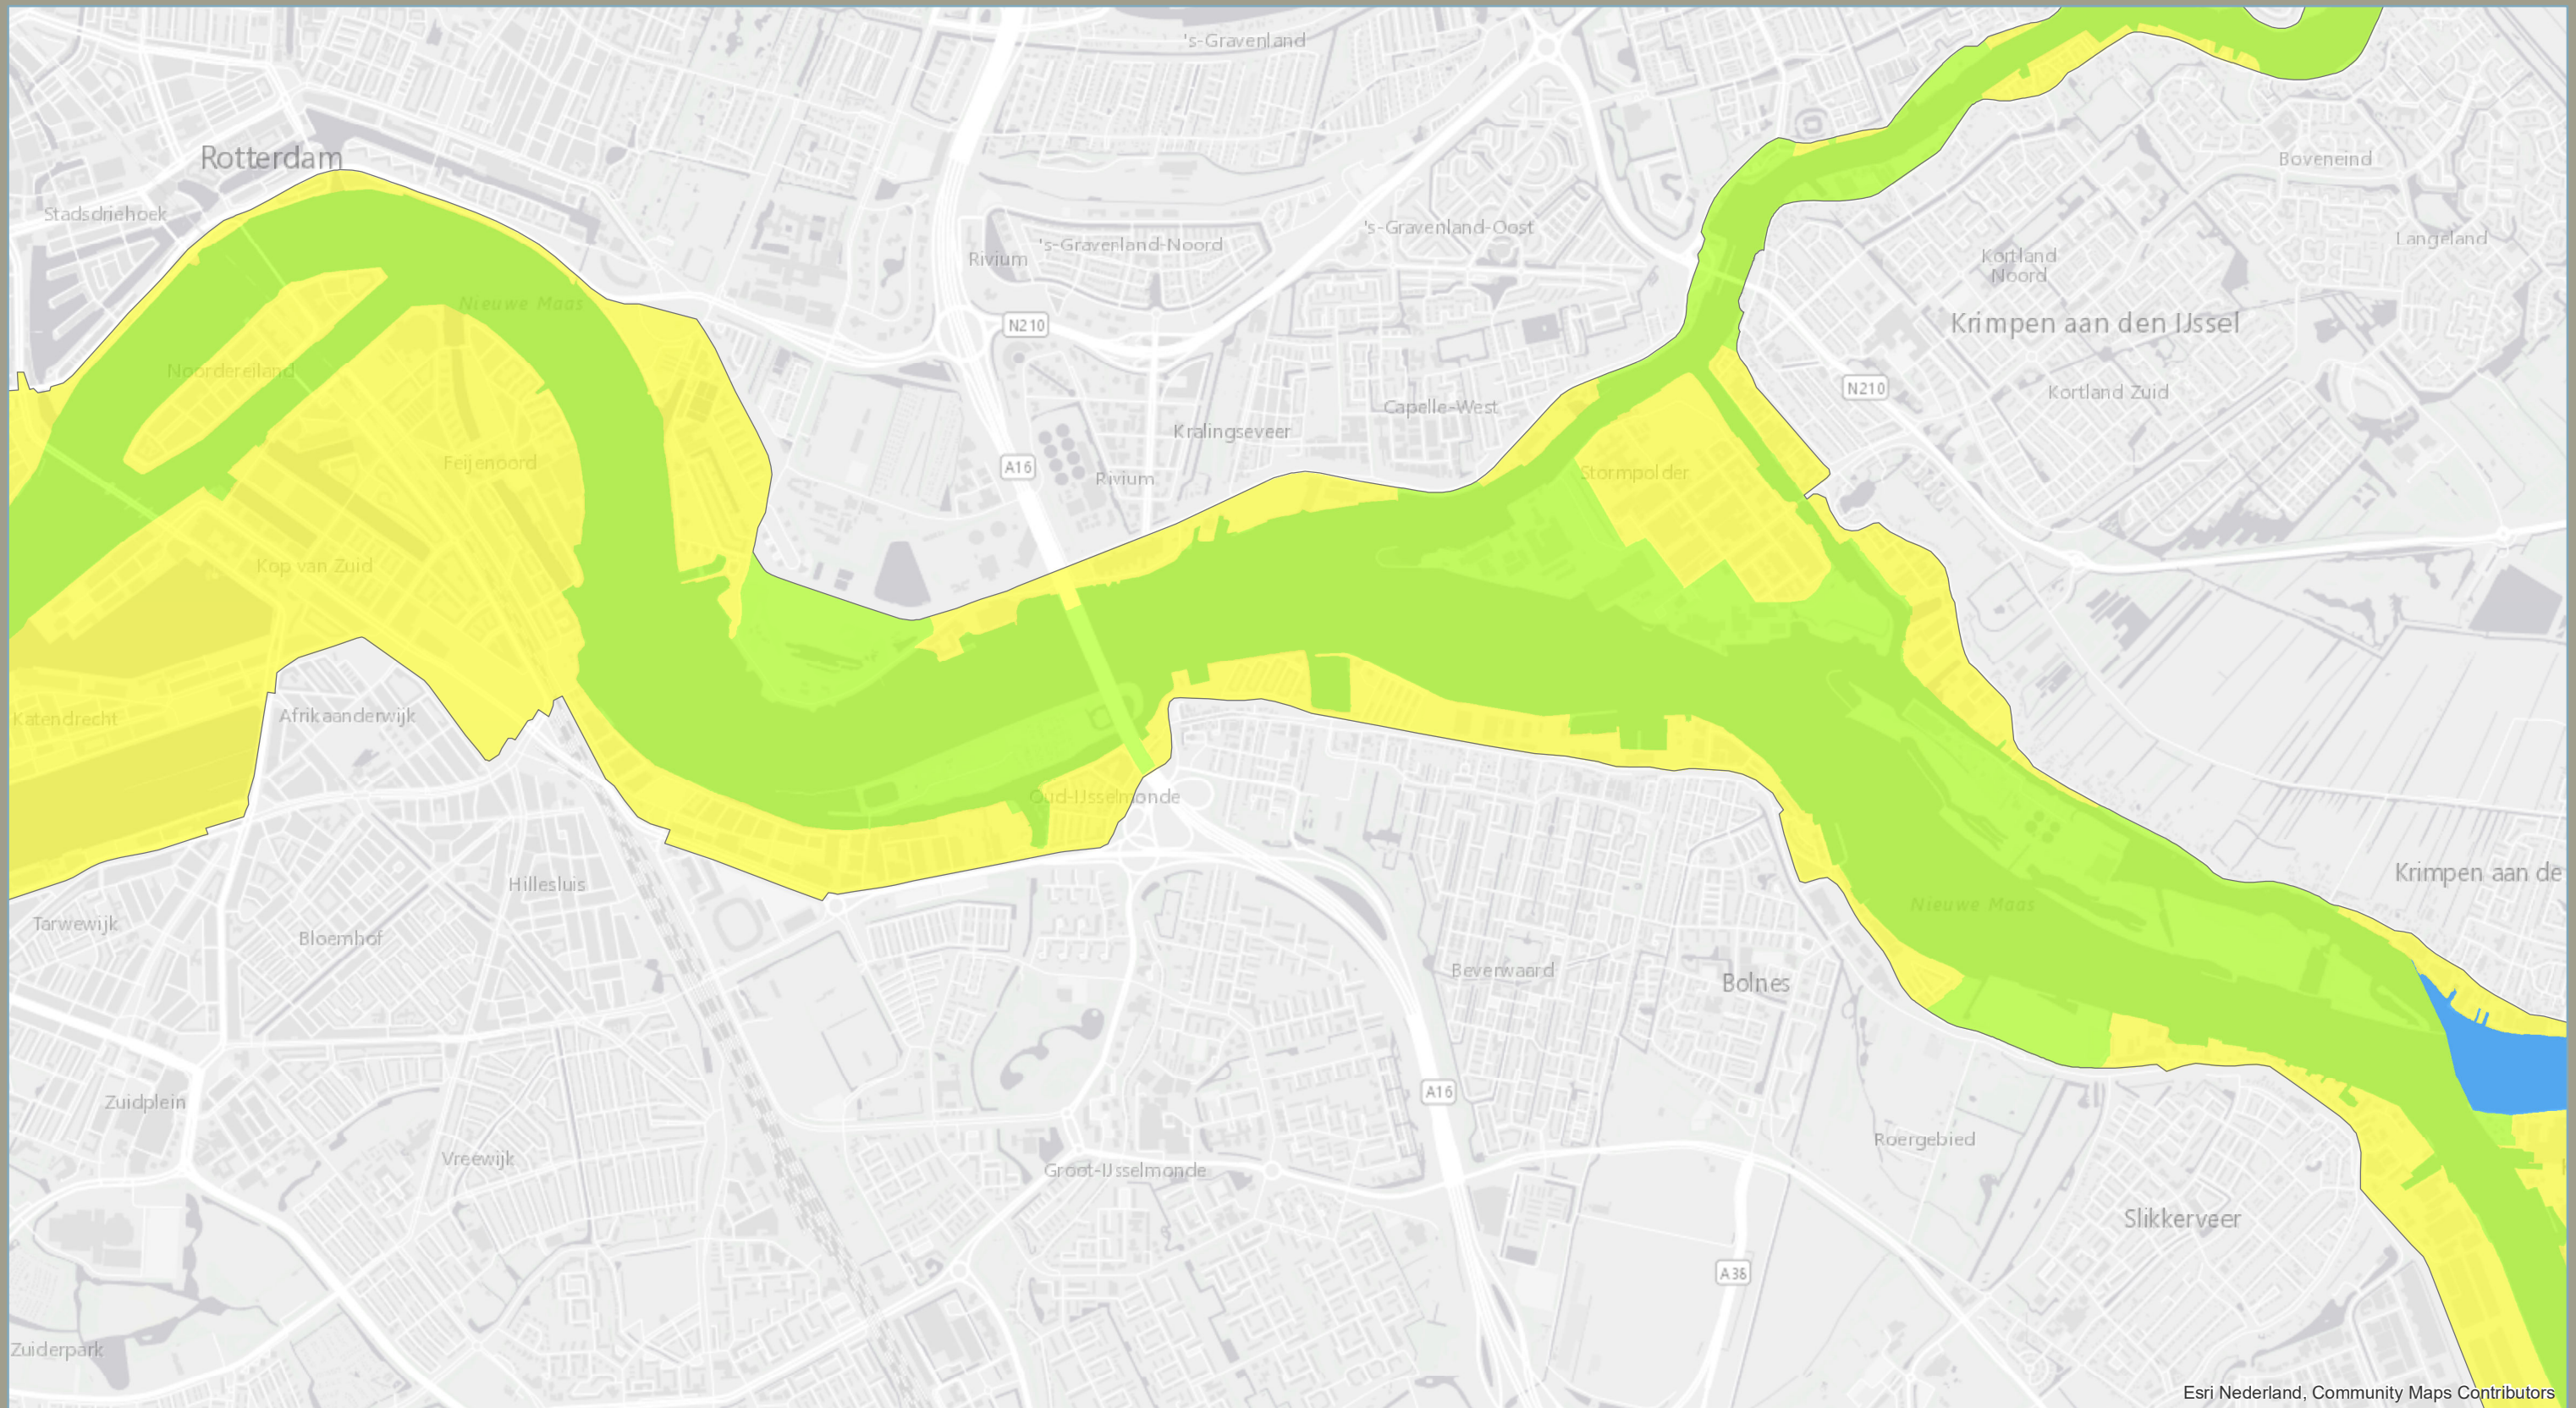 's-Gravenland
Rotterdam
Boveneind
Stadsdriehoek
's-Gravenland-Oost
Langeland
's-Gravenland-Noord
Rivium
Kortland
Noord
Nieuwe Maas
N210
Krimpen aan den IJssel
Noordereiland
N210
Kortland Zuid
Capelle-West
Kralingseveer
Feijenoord
A16
Rivium
Stormpolder
Kop van Zuid
Katendrecht
Afrikaanderwijk
Oud-IJsselmonde
Krimpen aan de
Hillesluis
Nieuwe Maas
Tarwewijk
Bloemhof
Beverwaard
Bolnes
A16
Zuidplein
Roergebied
Vreewijk
Groot-IJsselmonde
Slikkerveer
A38
Zuiderpark
Esri Nederland, Community Maps Contributors